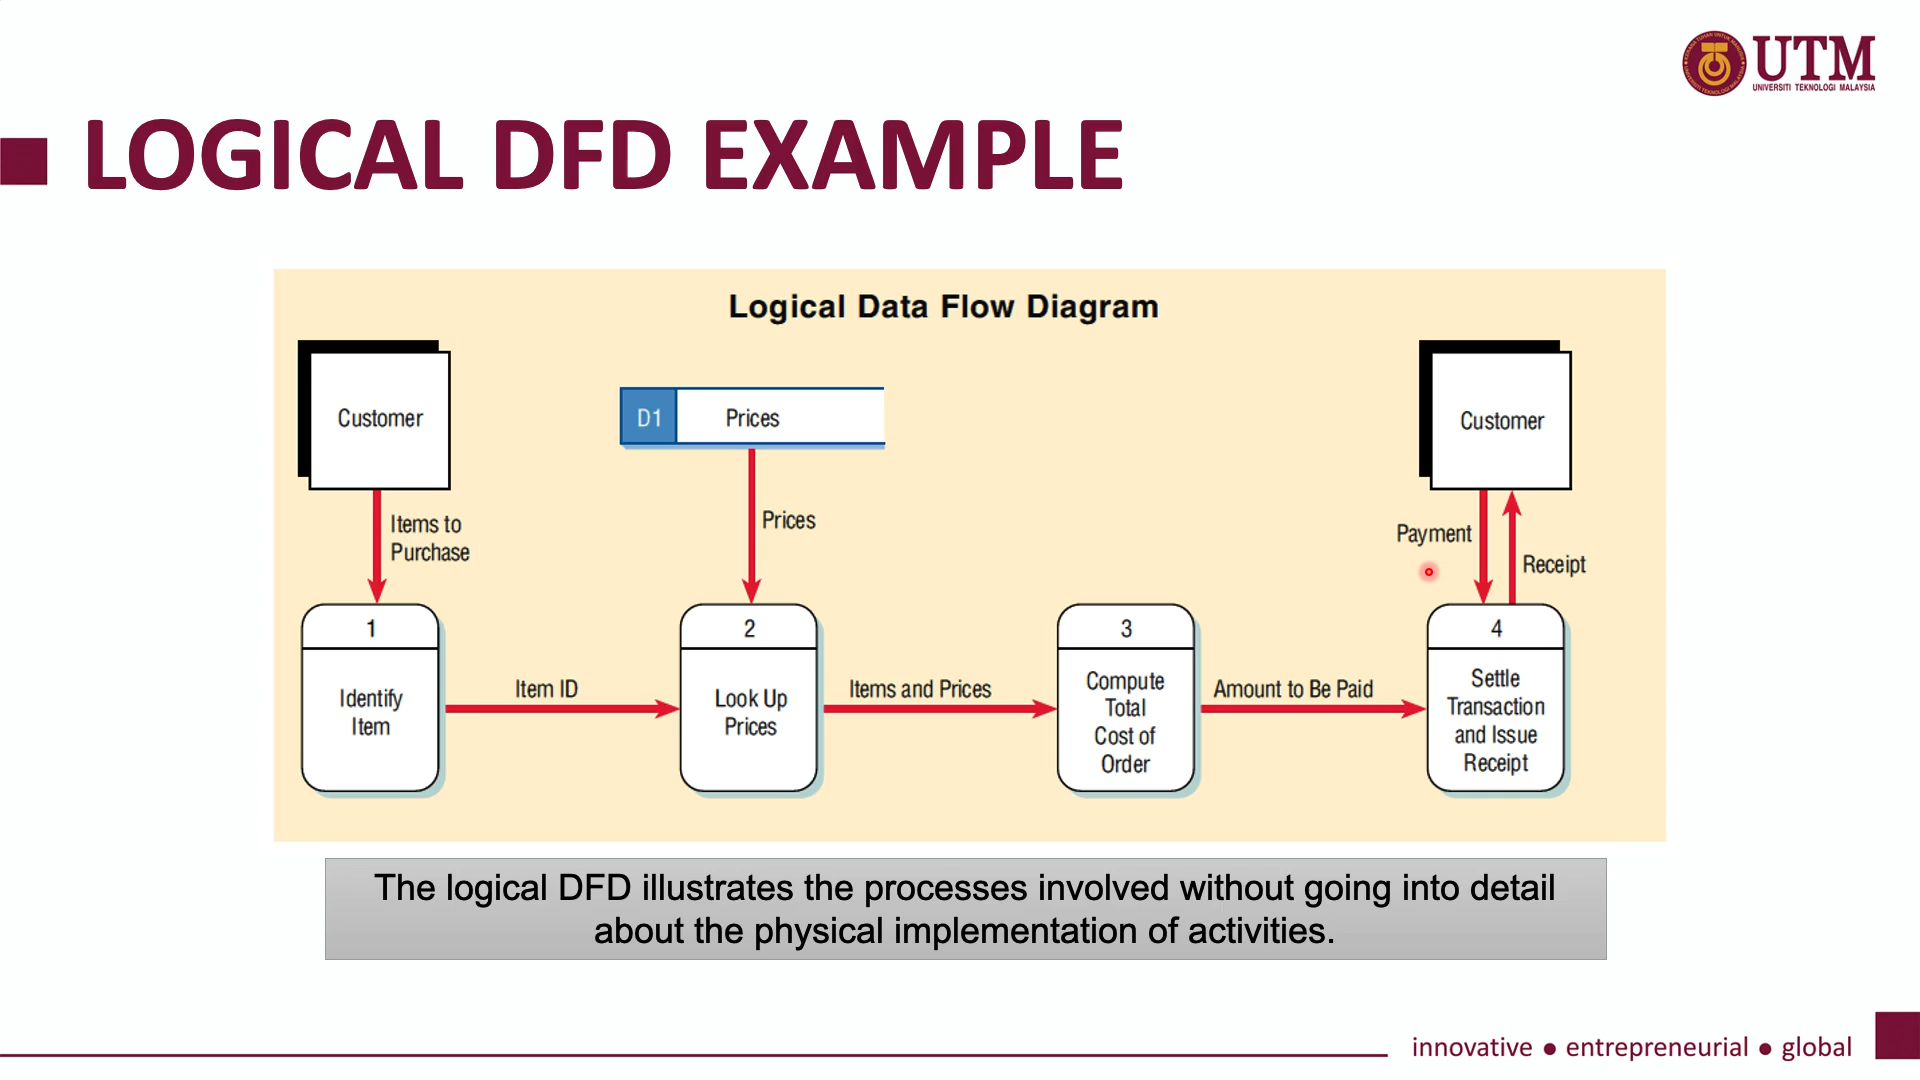 UTM
UNIVERSITI TEKNOLOGI MALAYSIA
LOGICAL DFD EXAMPLE
Logical Data Flow Diagram
Customer
D1 Prices
Customer
Items to
Purchase
Prices
Payment
Receipt
1
Identify
Item
Item ID
2
Look Up
Prices
Items and Prices
3
Compute
Total
Cost of
Order
Amount to Be Paid
4
Settle
Transaction
and Issue
Receipt
The logical DFD illustrates the processes involved without going into detail
about the physical implementation of activities.
innovative ● entrepreneurial ● global